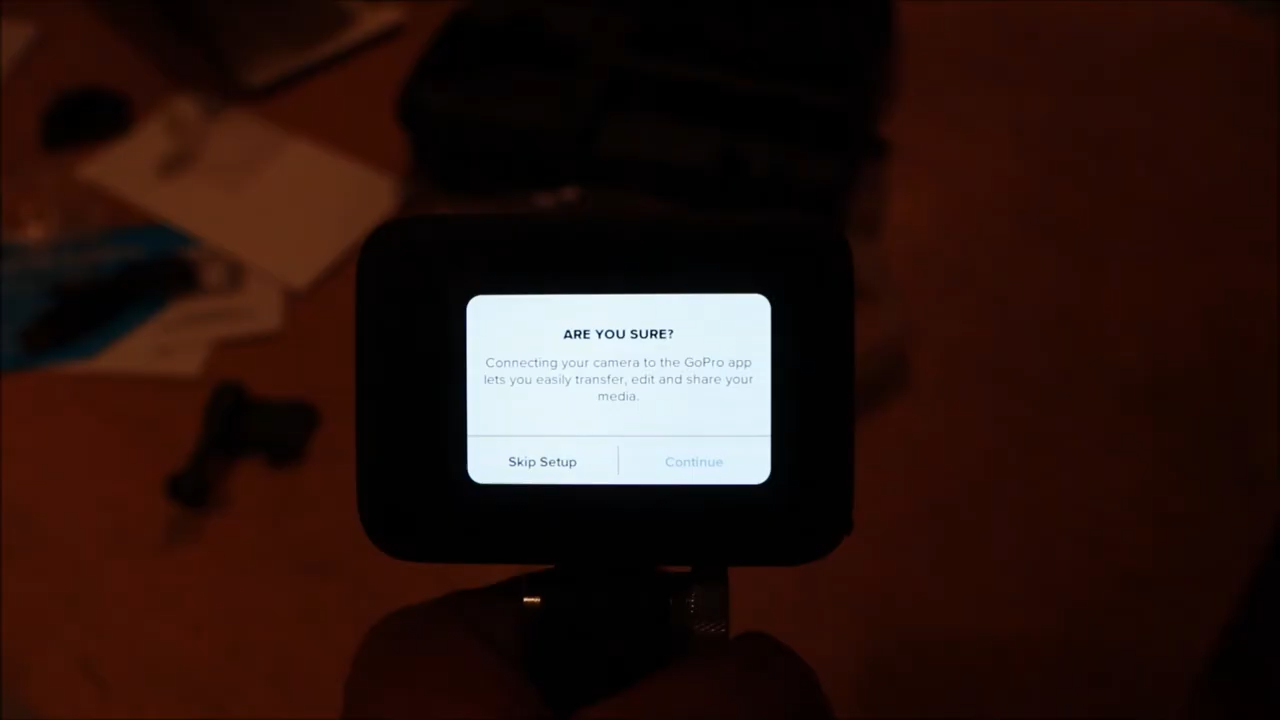 ARE YOU SURE?
Connecting your camera to the GoPro app
lets you easily transfer, edit and share your
media.
Skip Setup
Continue